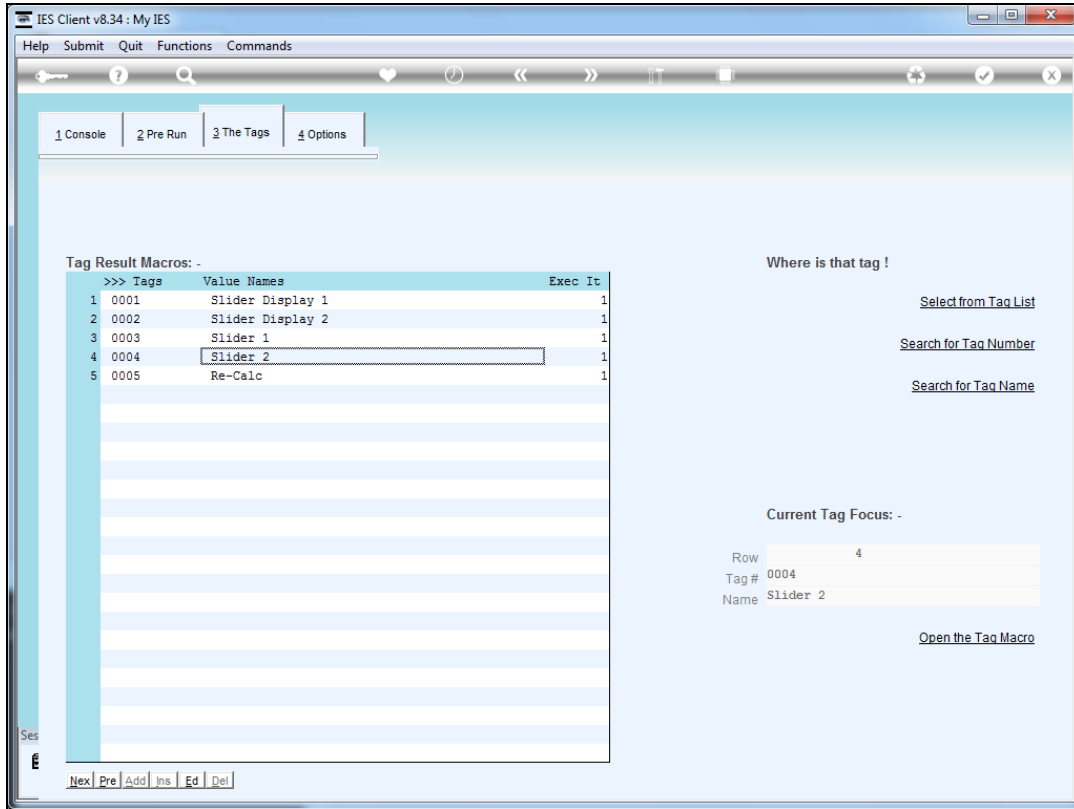 IES Client v8.34 : My IES
Help Submit Quit Functions Commands
1 Console 2 Pre Run 3 The Tags 4 Options
Tag Result Macros: -
Where is that tag !
>>> Tags Value Names Exec It
1 0001 Slider Display 1 1
2 0002 Slider Display 2 1
3 0003 Slider 1 1
4 0004 Slider 2 1
5 0005 Re-Calc 1
Select from Tag List
Search for Tag Number
Search for Tag Name
Current Tag Focus: -
Row 4
Tag # 0004
Name Slider 2
Open the Tag Macro
Ses
Nex Pre Add Ins Ed Del